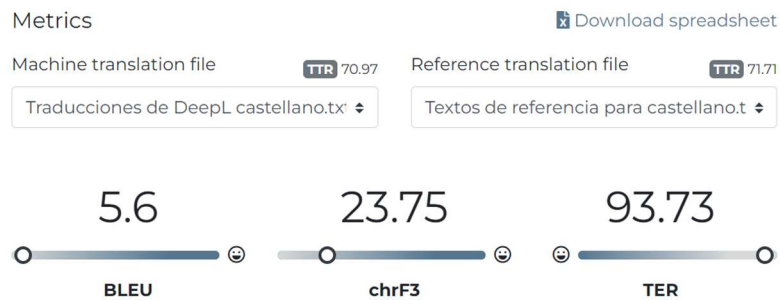 Metrics Download spreadsheet
Machine translation file TTR 70.97 Reference translation file TTR 71.71
Traducciones de DeepL castellano.txt Textos de referencia para castellano.t
5.6 23.75 93.73
BLEU chrF3 TER